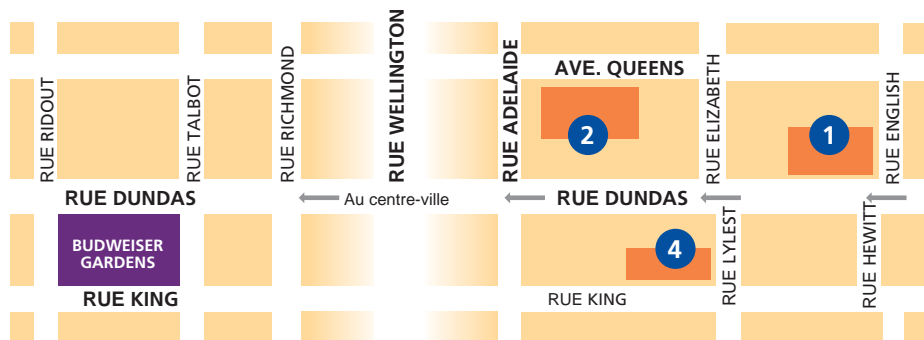 AVE. QUEENS
RUE RIDOUT
RUE TALBOT
RUE RICHMOND
RUE WELLINGTON
RUE ADELAIDE
RUE ELIZABETH
RUE ENGLISH
2
1
RUE DUNDAS
Au centre-ville
RUE DUNDAS
BUDWEISER
GARDENS
4
RUE LYLEST
RUE HEWITT
RUE KING
RUE KING